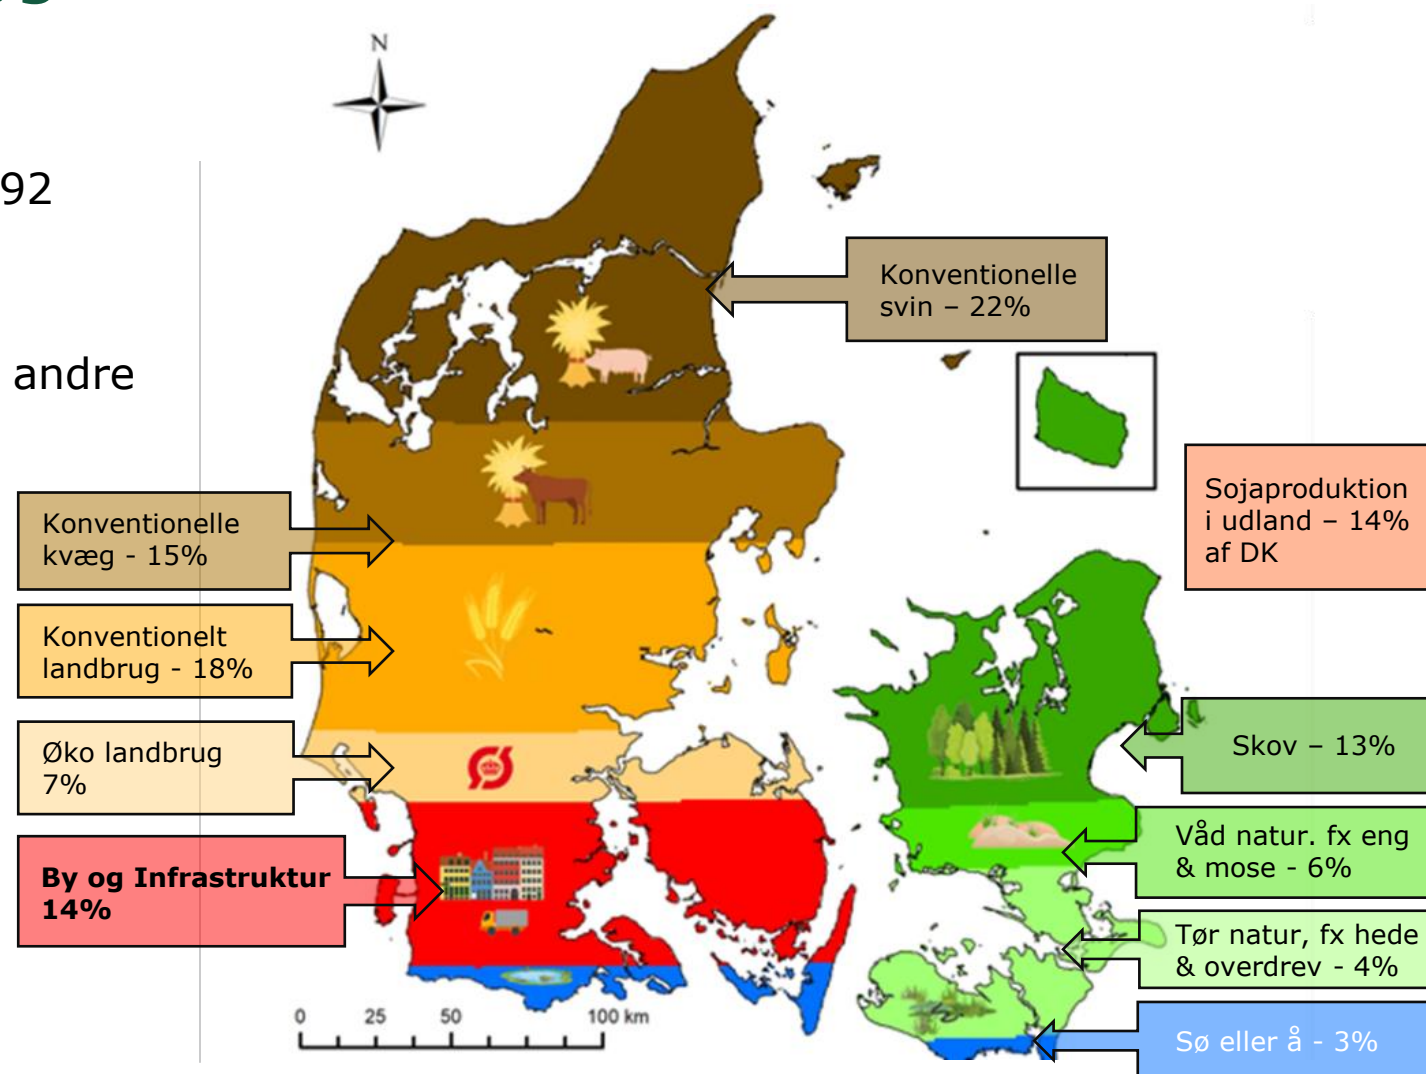 N
92
andre
Konventionelle
svin – 22%
Sojaproduktion
i udland – 14%
af DK
Konventionelle
kvæg - 15%
Konventionelt
landbrug - 18%
Øko landbrug
7%
By og Infrastruktur
14%
Skov – 13%
Våd natur. fx eng
& mose - 6%
Tør natur, fx hede
& overdrev - 4%
Sø eller å - 3%
0 25 50 100 km